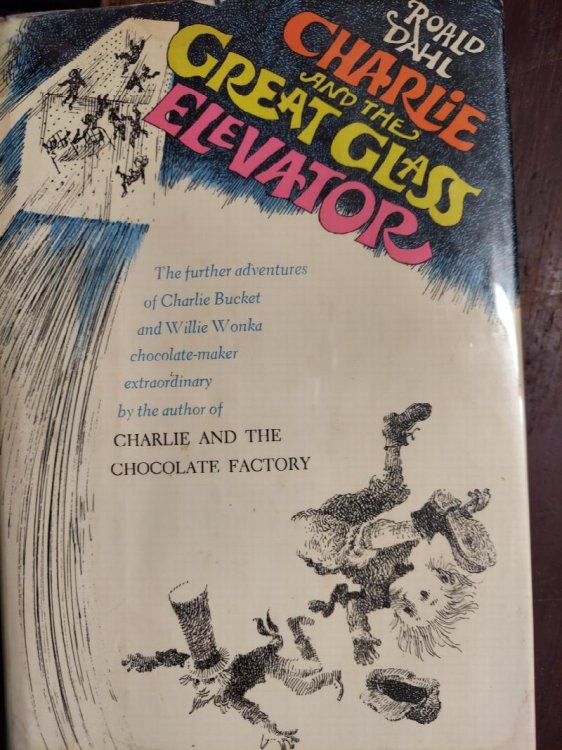 ROALD
DAHL
CHARLiE
AND THE
GREAT GLASS
ELEVATOR
The further adventures
of Charlie Bucket
and Willie Wonka
chocolate-maker
extraordinary
by the author of
CHARLIE AND THE
CHOCOLATE FACTORY